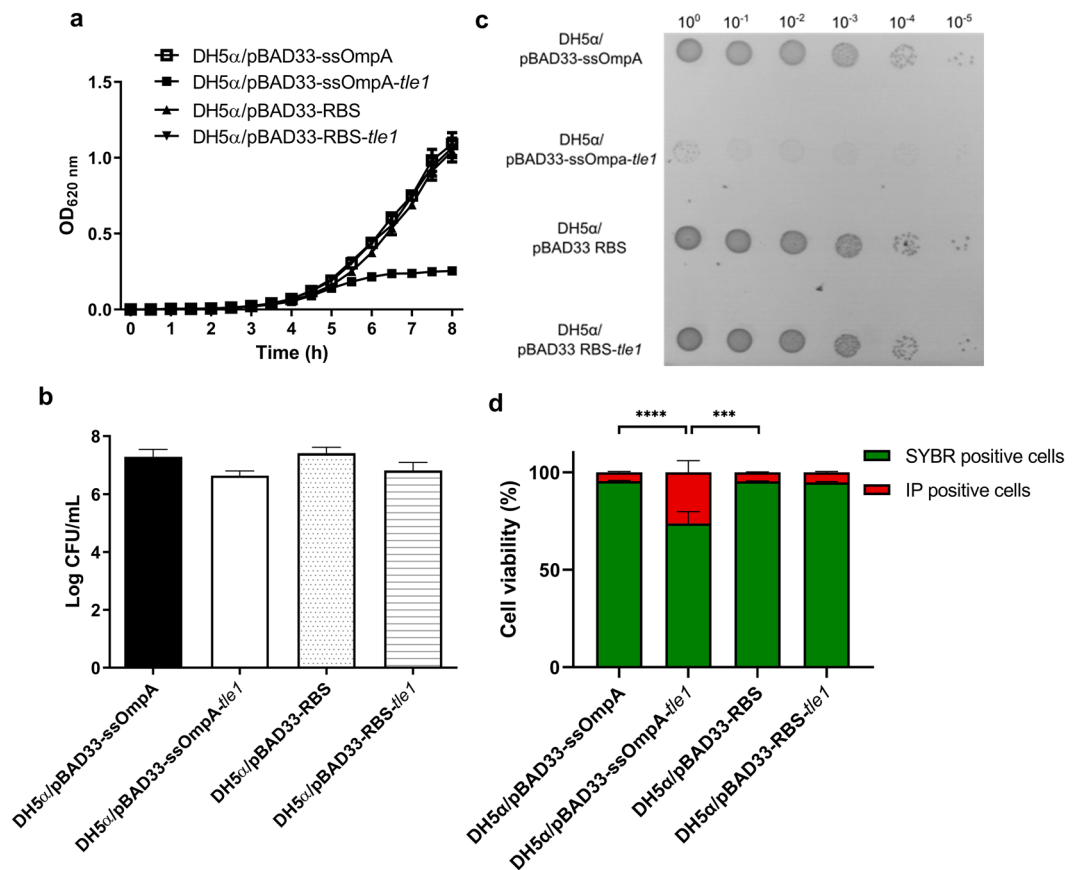 a
DH5α/pBAD33-ssOmpA
DH5α/pBAD33-ssOmpA-tle1
DH5α/pBAD33-RBS
DH5α/pBAD33-RBS-tle1
1.5
1.0
0.5
0.0
OD620 nm
0 1 2 3 4 5 6 7 8
Time (h)
c
10⁰ 10⁻¹ 10⁻² 10⁻³ 10⁻⁴ 10⁻⁵
DH5α/
pBAD33-ssOmpA
DH5α/
pBAD33-ssOmpa-tle1
DH5α/
pBAD33 RBS
DH5α/
pBAD33 RBS-tle1
b
8
6
4
2
0
Log CFU/mL
DH5α/pBAD33-ssOmpA
DH5α/pBAD33-ssOmpA-tle1
DH5α/pBAD33-RBS
DH5α/pBAD33-RBS-tle1
d
**** ***
100
50
0
Cell viability (%)
SYBR positive cells
IP positive cells
DH5α/pBAD33-ssOmpA
DH5α/pBAD33-ssOmpA-tle1
DH5α/pBAD33-RBS
DH5α/pBAD33-RBS-tle1